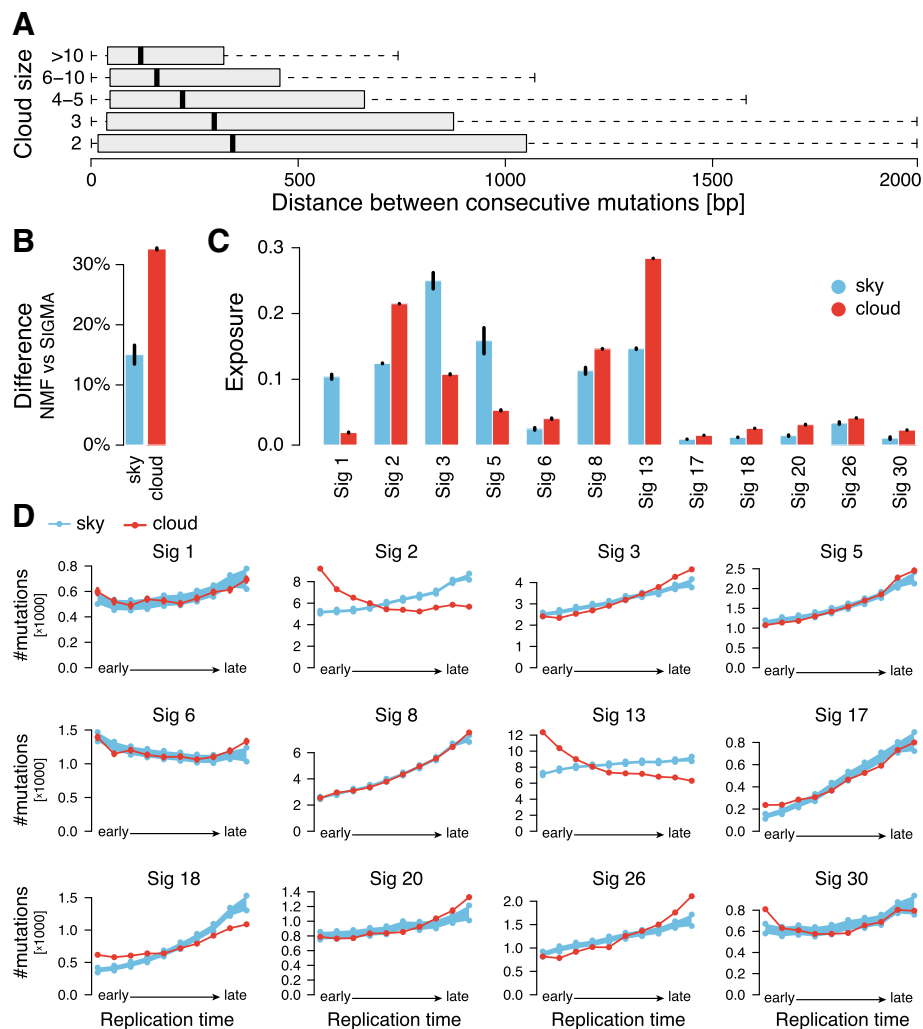 A
Cloud size
>10
6–10
4–5
3
2
0 500 1000 1500 2000
Distance between consecutive mutations [bp]
B
Difference
NMF vs SIGMA
30%
20%
10%
0%
sky
cloud
C
Exposure
0.3
0.2
0.1
0.0
sky
cloud
Sig 1
Sig 2
Sig 3
Sig 5
Sig 6
Sig 8
Sig 13
Sig 17
Sig 18
Sig 20
Sig 26
Sig 30
D
sky cloud
Sig 1
#mutations
[x1000]
0.8
0.6
0.4
0.2
0.0
early late
Sig 2
8
6
4
2
0
early late
Sig 3
4
3
2
1
0
early late
Sig 5
2.5
2.0
1.5
1.0
0.5
0.0
early late
Sig 6
#mutations
[x1000]
1.5
1.0
0.5
0.0
early late
Sig 8
6
4
2
0
early late
Sig 13
12
10
8
6
4
2
0
early late
Sig 17
0.8
0.6
0.4
0.2
0.0
early late
Sig 18
#mutations
[x1000]
1.5
1.0
0.5
0.0
early late
Replication time
Sig 20
1.4
1.2
1.0
0.8
0.6
0.4
0.2
0.0
early late
Replication time
Sig 26
2.0
1.5
1.0
0.5
0.0
early late
Replication time
Sig 30
0.8
0.6
0.4
0.2
0.0
early late
Replication time